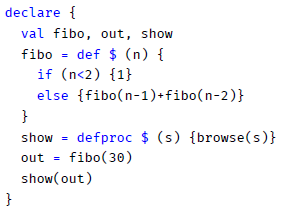 declare {
  val fibo, out, show
  fibo = def $ (n) {
    if (n<2) {1}
    else {fibo(n-1)+fibo(n-2)}
  }
  show = defproc $ (s) {browse(s)}
  out = fibo(30)
  show(out)
}